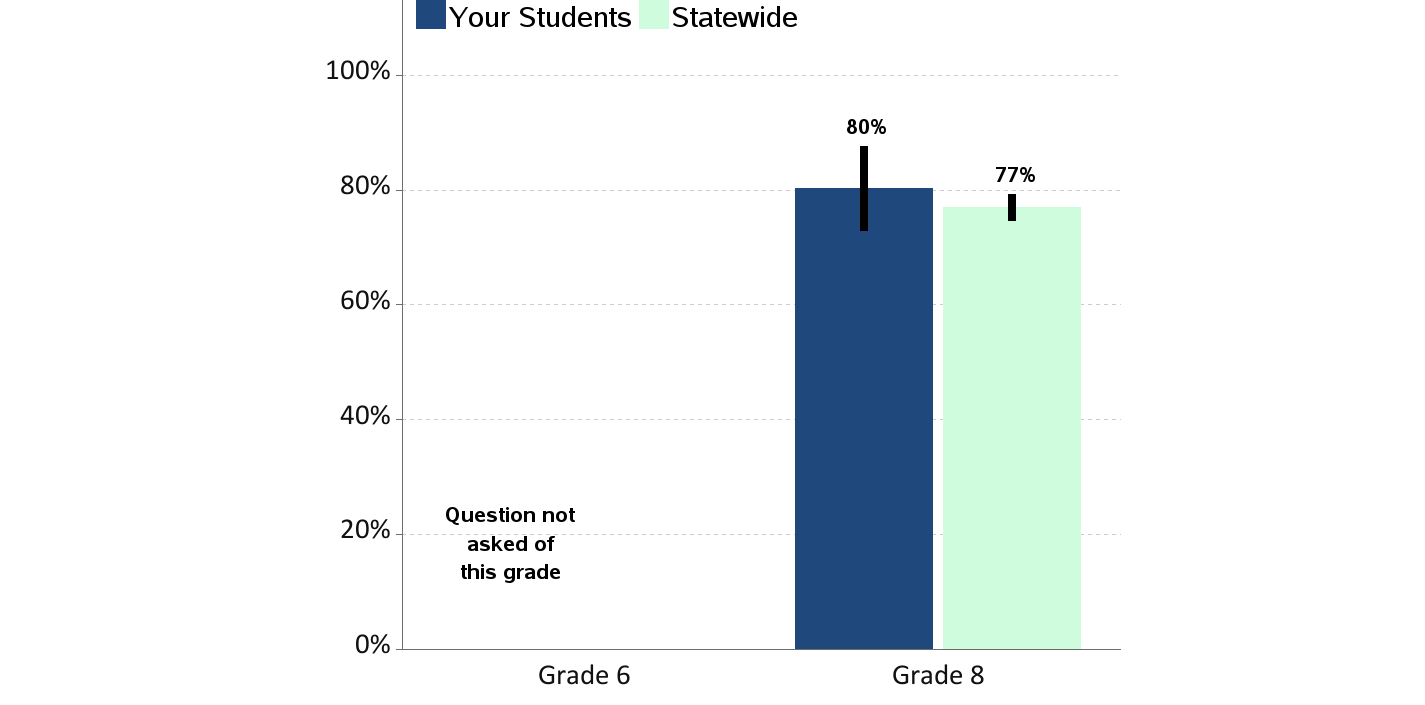 Your Students Statewide
100%
80%
77%
80%
60%
40%
Question not
20%
asked of
this grade
0%
Grade 6 Grade 8